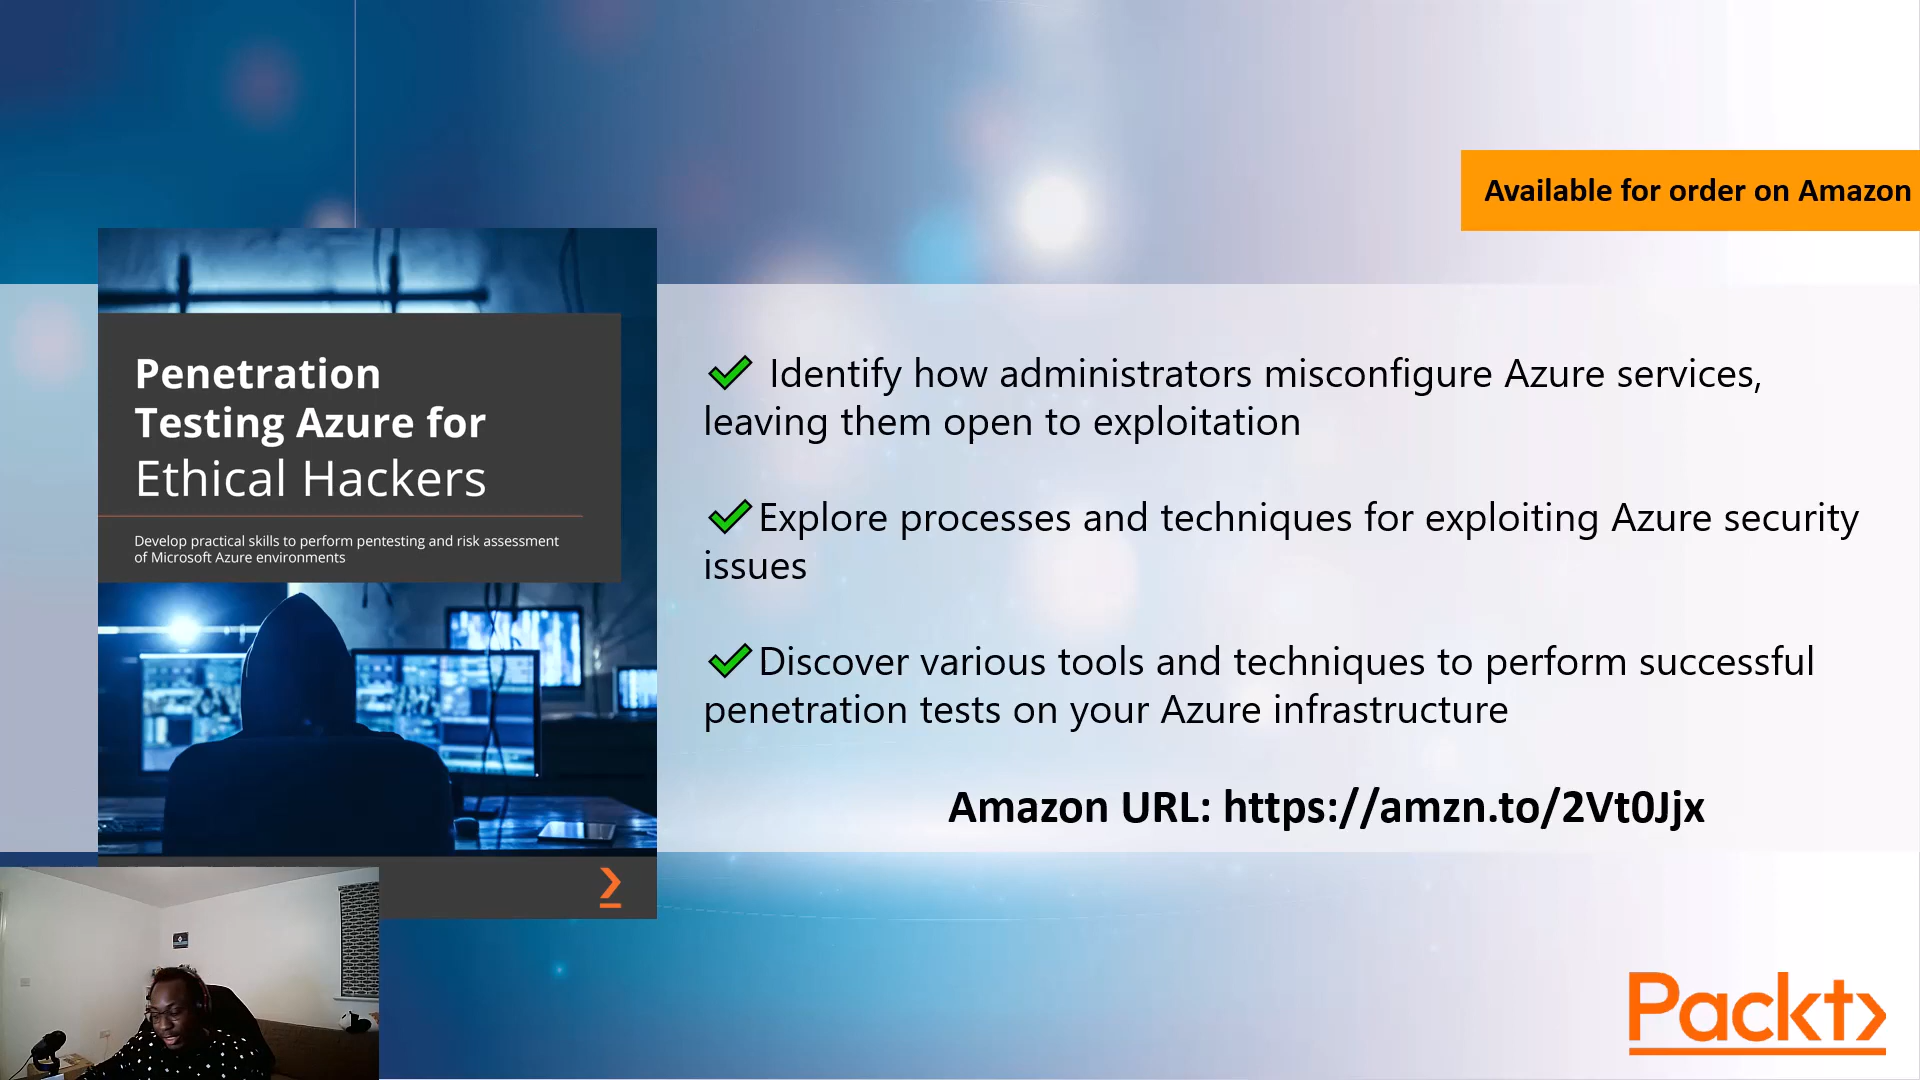 Available for order on Amazon
Penetration
Testing Azure for
Ethical Hackers
Develop practical skills to perform pentesting and risk assessment
of Microsoft Azure environments
Identify how administrators misconfigure Azure services,
leaving them open to exploitation
Explore processes and techniques for exploiting Azure security
issues
Discover various tools and techniques to perform successful
penetration tests on your Azure infrastructure
Amazon URL: https://amzn.to/2Vt0Jjx
Packt